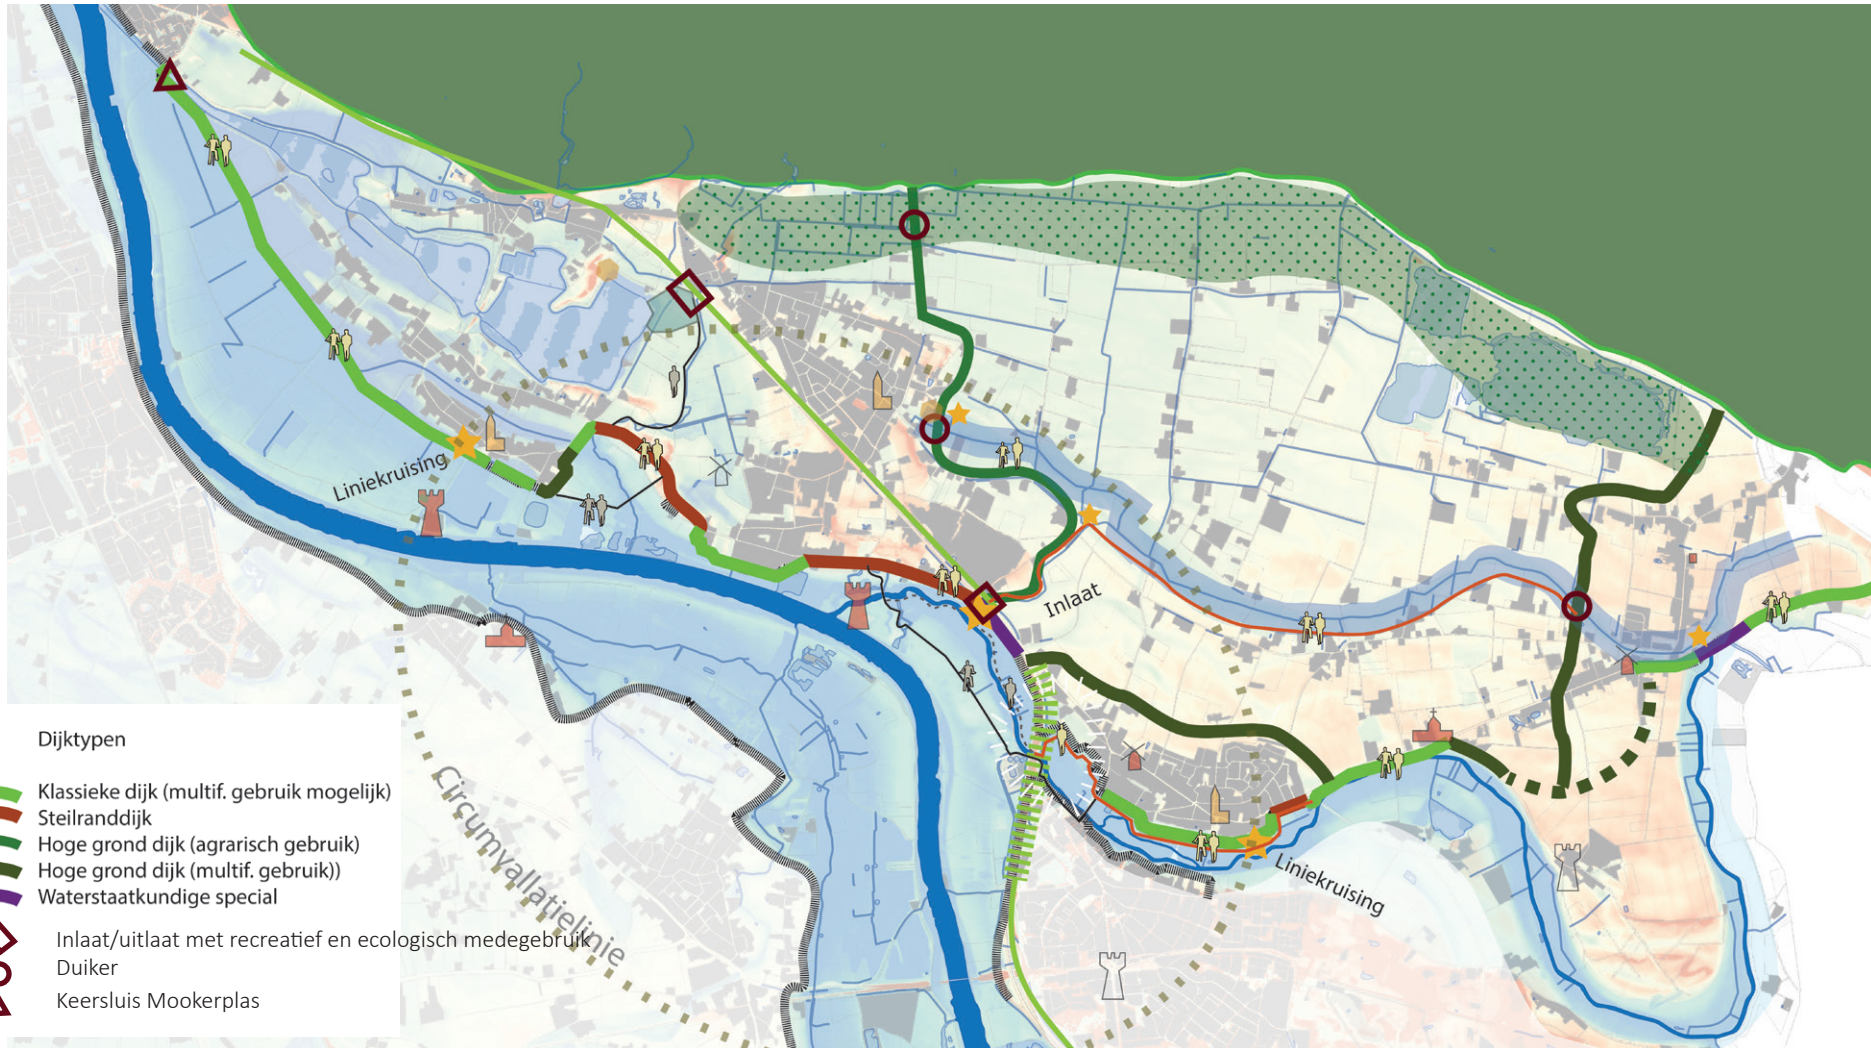 Liniekruising
Inlaat
Liniekruising
Circumvallatielinie
Dijktypen
Klassieke dijk (multif. gebruik mogelijk)
Steilranddijk
Hoge grond dijk (agrarisch gebruik)
Hoge grond dijk (multif. gebruik))
Waterstaatkundige special
Inlaat/uitlaat met recreatief en ecologisch medegebruik
Duiker
Keersluis Mookerplas